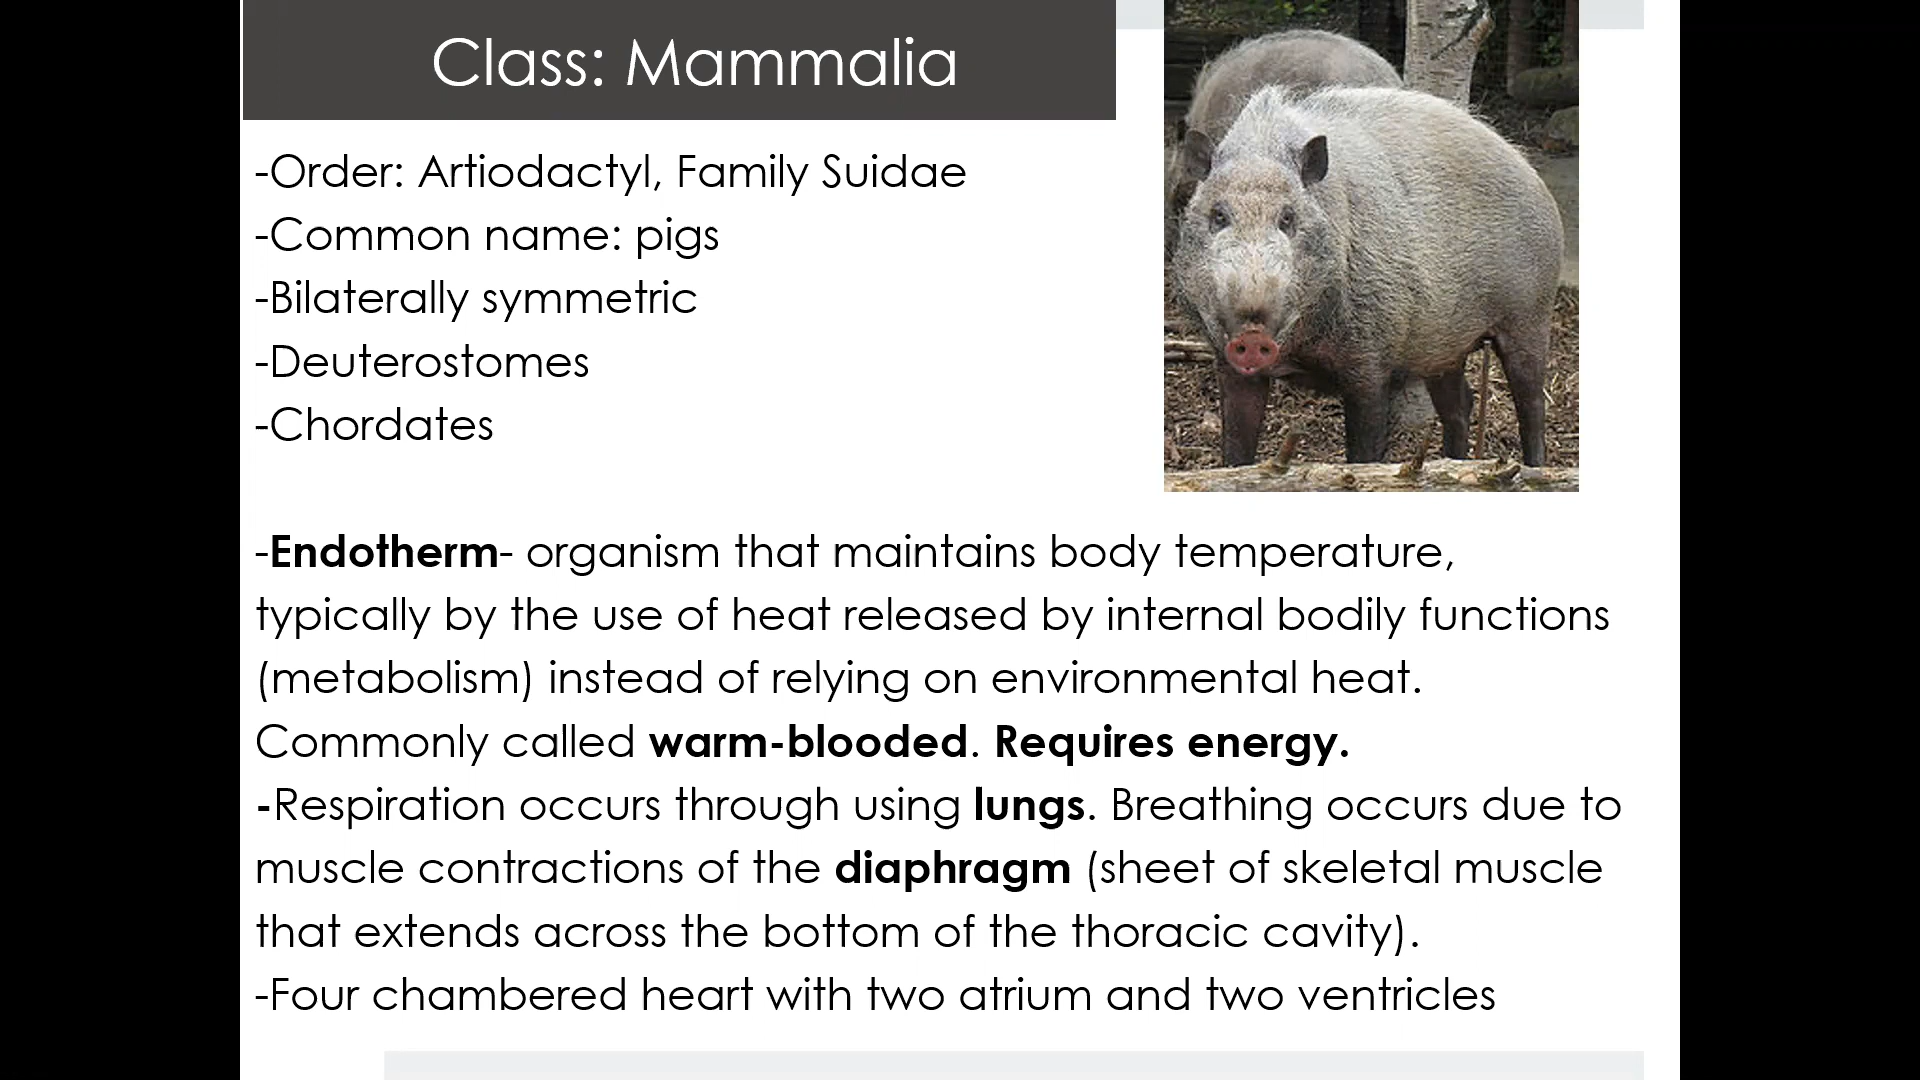 Class: Mammalia
-Order: Artiodactyl, Family Suidae
-Common name: pigs
-Bilaterally symmetric
-Deuterostomes
-Chordates
-Endotherm- organism that maintains body temperature,
typically by the use of heat released by internal bodily functions
(metabolism) instead of relying on environmental heat.
Commonly called warm-blooded. Requires energy.
-Respiration occurs through using lungs. Breathing occurs due to
muscle contractions of the diaphragm (sheet of skeletal muscle
that extends across the bottom of the thoracic cavity).
-Four chambered heart with two atrium and two ventricles